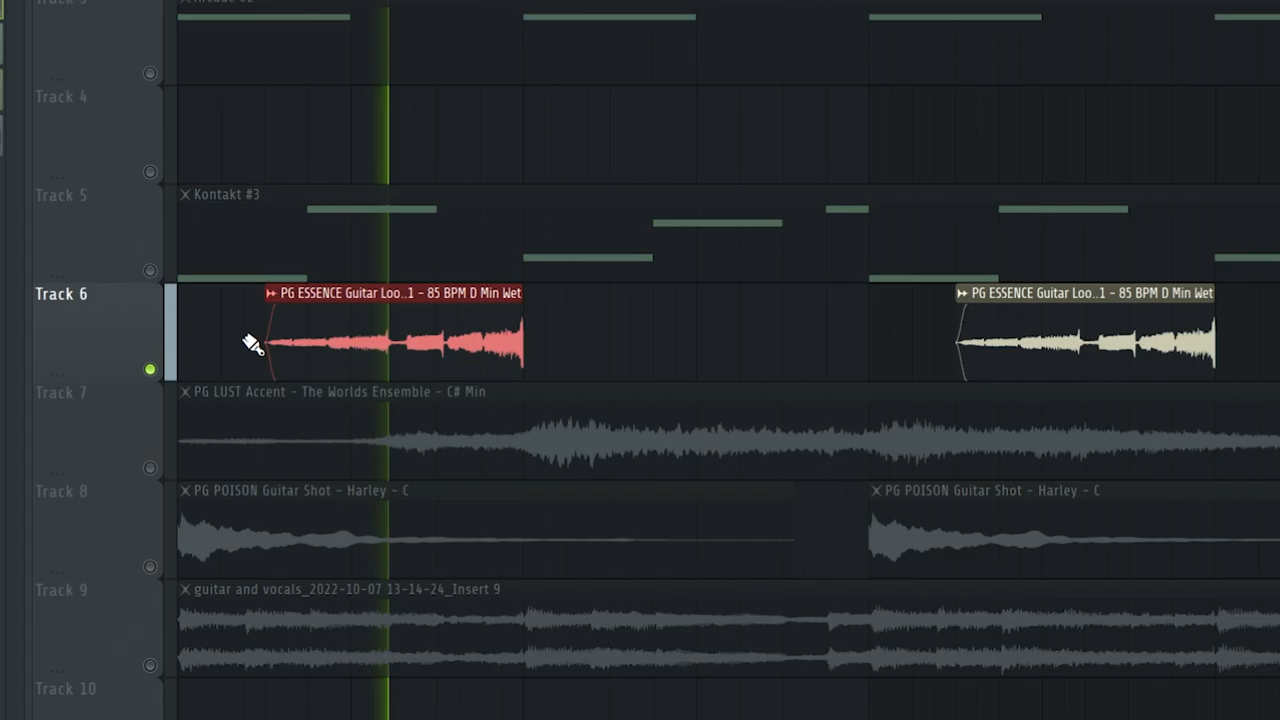 Track 4
Track 5
Kontakt #3
Track 6
PG ESSENCE Guitar Loo..1 - 85 BPM D Min Wet
PG ESSENCE Guitar Loo..1 - 85 BPM D Min Wet
Track 7
PG LUST Accent - The Worlds Ensemble - C# Min
Track 8
PG POISON Guitar Shot - Harley - C
PG POISON Guitar Shot - Harley - C
Track 9
guitar and vocals_2022-10-07 13-14-24_Insert 9
Track 10